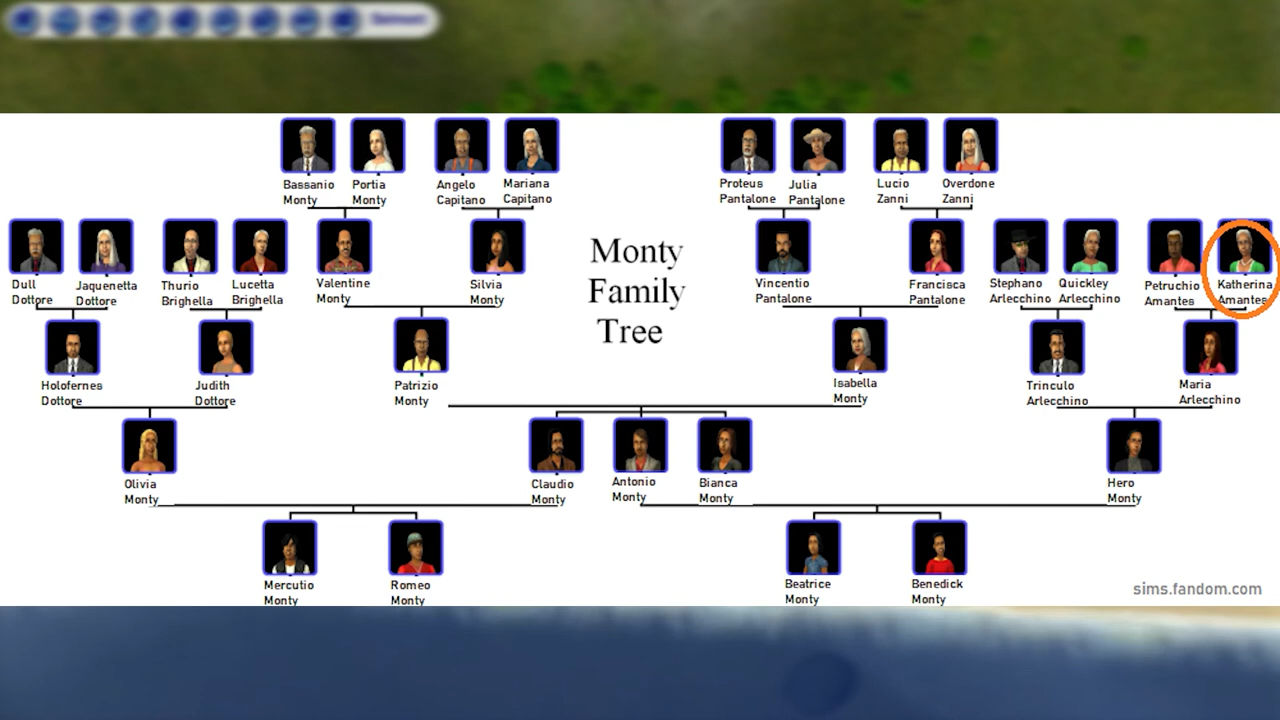 Bassanio Monty
Portia Monty
Angelo Capitano
Mariana Capitano
Proteus Pantalone
Julia Pantalone
Lucio Zanni
Overdone Zanni
Dull Dottore
Jaquenetta Dottore
Thurio Brighella
Lucetta Brighella
Valentine Monty
Silvia Monty
Monty
Family
Tree
Vincentio Pantalone
Francisca Pantalone
Stephano Arlecchino
Quickley Arlecchino
Petruchio Amantes
Katherina Amantes
Holofernes Dottore
Judith Dottore
Patrizio Monty
Isabella Monty
Trinculo Arlecchino
Maria Arlecchino
Olivia Monty
Claudio Monty
Antonio Monty
Bianca Monty
Hero Monty
Mercutio Monty
Romeo Monty
Beatrice Monty
Benedick Monty
sims.fandom.com